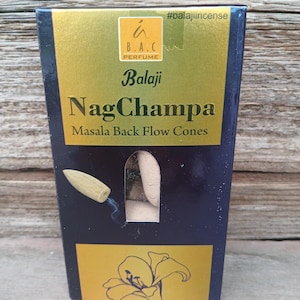 #balajiincense
B.A.C
PERFUME
Balaji
NagChampa
Masala Back Flow Cones